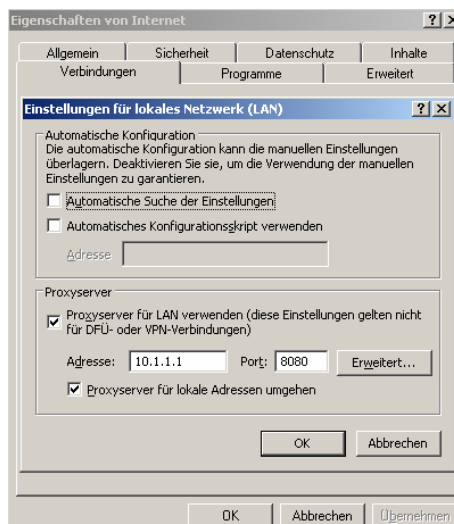 Eigenschaften von Internet
Allgemein Sicherheit Datenschutz Inhalte
Verbindungen Programme Erweitert
Einstellungen für lokales Netzwerk (LAN)
Automatische Konfiguration
Die automatische Konfiguration kann die manuellen Einstellungen
überlagern. Deaktivieren Sie sie, um die Verwendung der manuellen
Einstellungen zu garantieren.
Automatische Suche der Einstellungen
Automatisches Konfigurationsskript verwenden
Adresse
Proxyserver
Proxyserver für LAN verwenden (diese Einstellungen gelten nicht
für DFÜ- oder VPN-Verbindungen)
Adresse: 10.1.1.1 Port: 8080 Erweitert...
Proxyserver für lokale Adressen umgehen
OK Abbrechen
OK Abbrechen Übernehmen